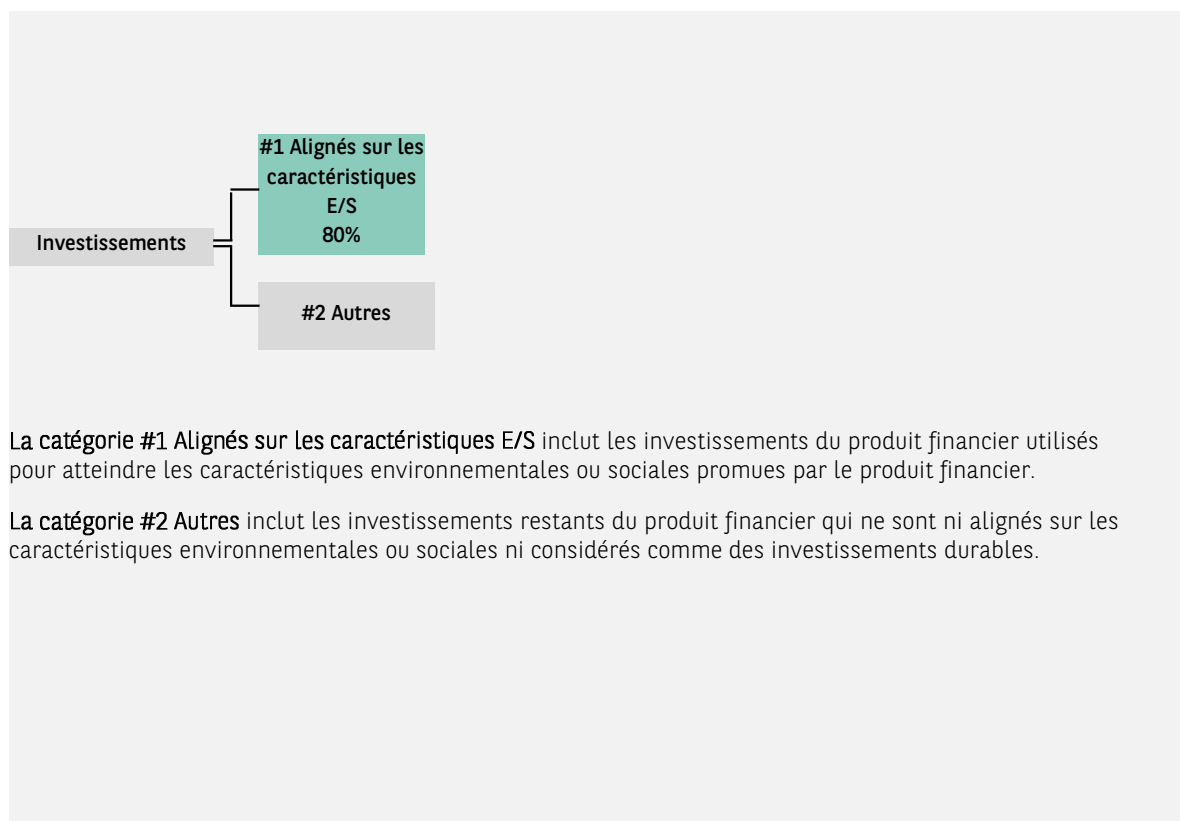 #1 Alignés sur les
caractéristiques
E/S
80%
Investissements
#2 Autres
La catégorie #1 Alignés sur les caractéristiques E/S inclut les investissements du produit financier utilisés
pour atteindre les caractéristiques environnementales ou sociales promues par le produit financier.
La catégorie #2 Autres inclut les investissements restants du produit financier qui ne sont ni alignés sur les
caractéristiques environnementales ou sociales ni considérés comme des investissements durables.